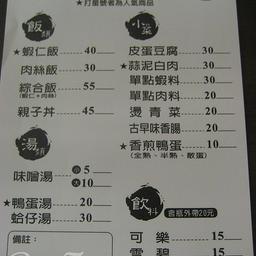 ★打星號者為人氣商品
飯類
★蝦仁飯 40
肉絲飯 30
綜合飯 55
(蝦仁+肉絲)
親子丼 45
湯類
味噌湯 小 5
大 10
★鴨蛋湯 20
蛤仔湯 30
備註：
小菜
皮蛋豆腐 30
★蒜泥白肉 30
單點蝦料 30
單點肉料 20
燙青菜 20
古早味香腸 20
★香煎鴨蛋 10
(全熟、半熟、散蛋)
飲料 套瓶外帶20元
可樂 15
雪碧 15